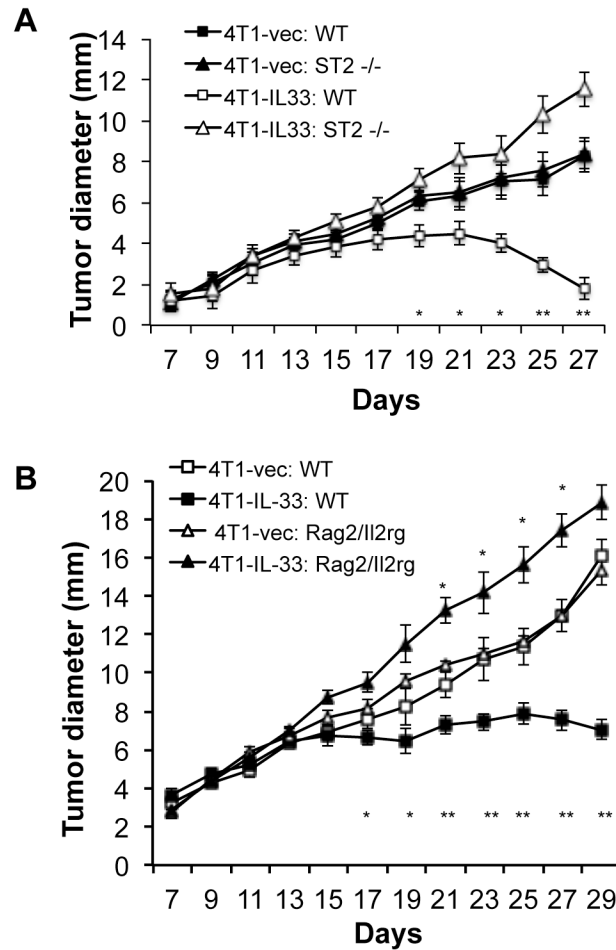 A
4T1-vec: WT
4T1-vec: ST2 -/-
4T1-IL33: WT
4T1-IL33: ST2 -/-
Tumor diameter (mm)
14
12
10
8
6
4
2
0
* * * ** **
7 9 11 13 15 17 19 21 23 25 27
Days
B
4T1-vec: WT
4T1-IL-33: WT
4T1-vec: Rag2/Il2rg
4T1-IL-33: Rag2/Il2rg
Tumor diameter (mm)
20
18
16
14
12
10
8
6
4
2
0
* * * * *
* * ** ** ** ** **
7 9 11 13 15 17 19 21 23 25 27 29
Days